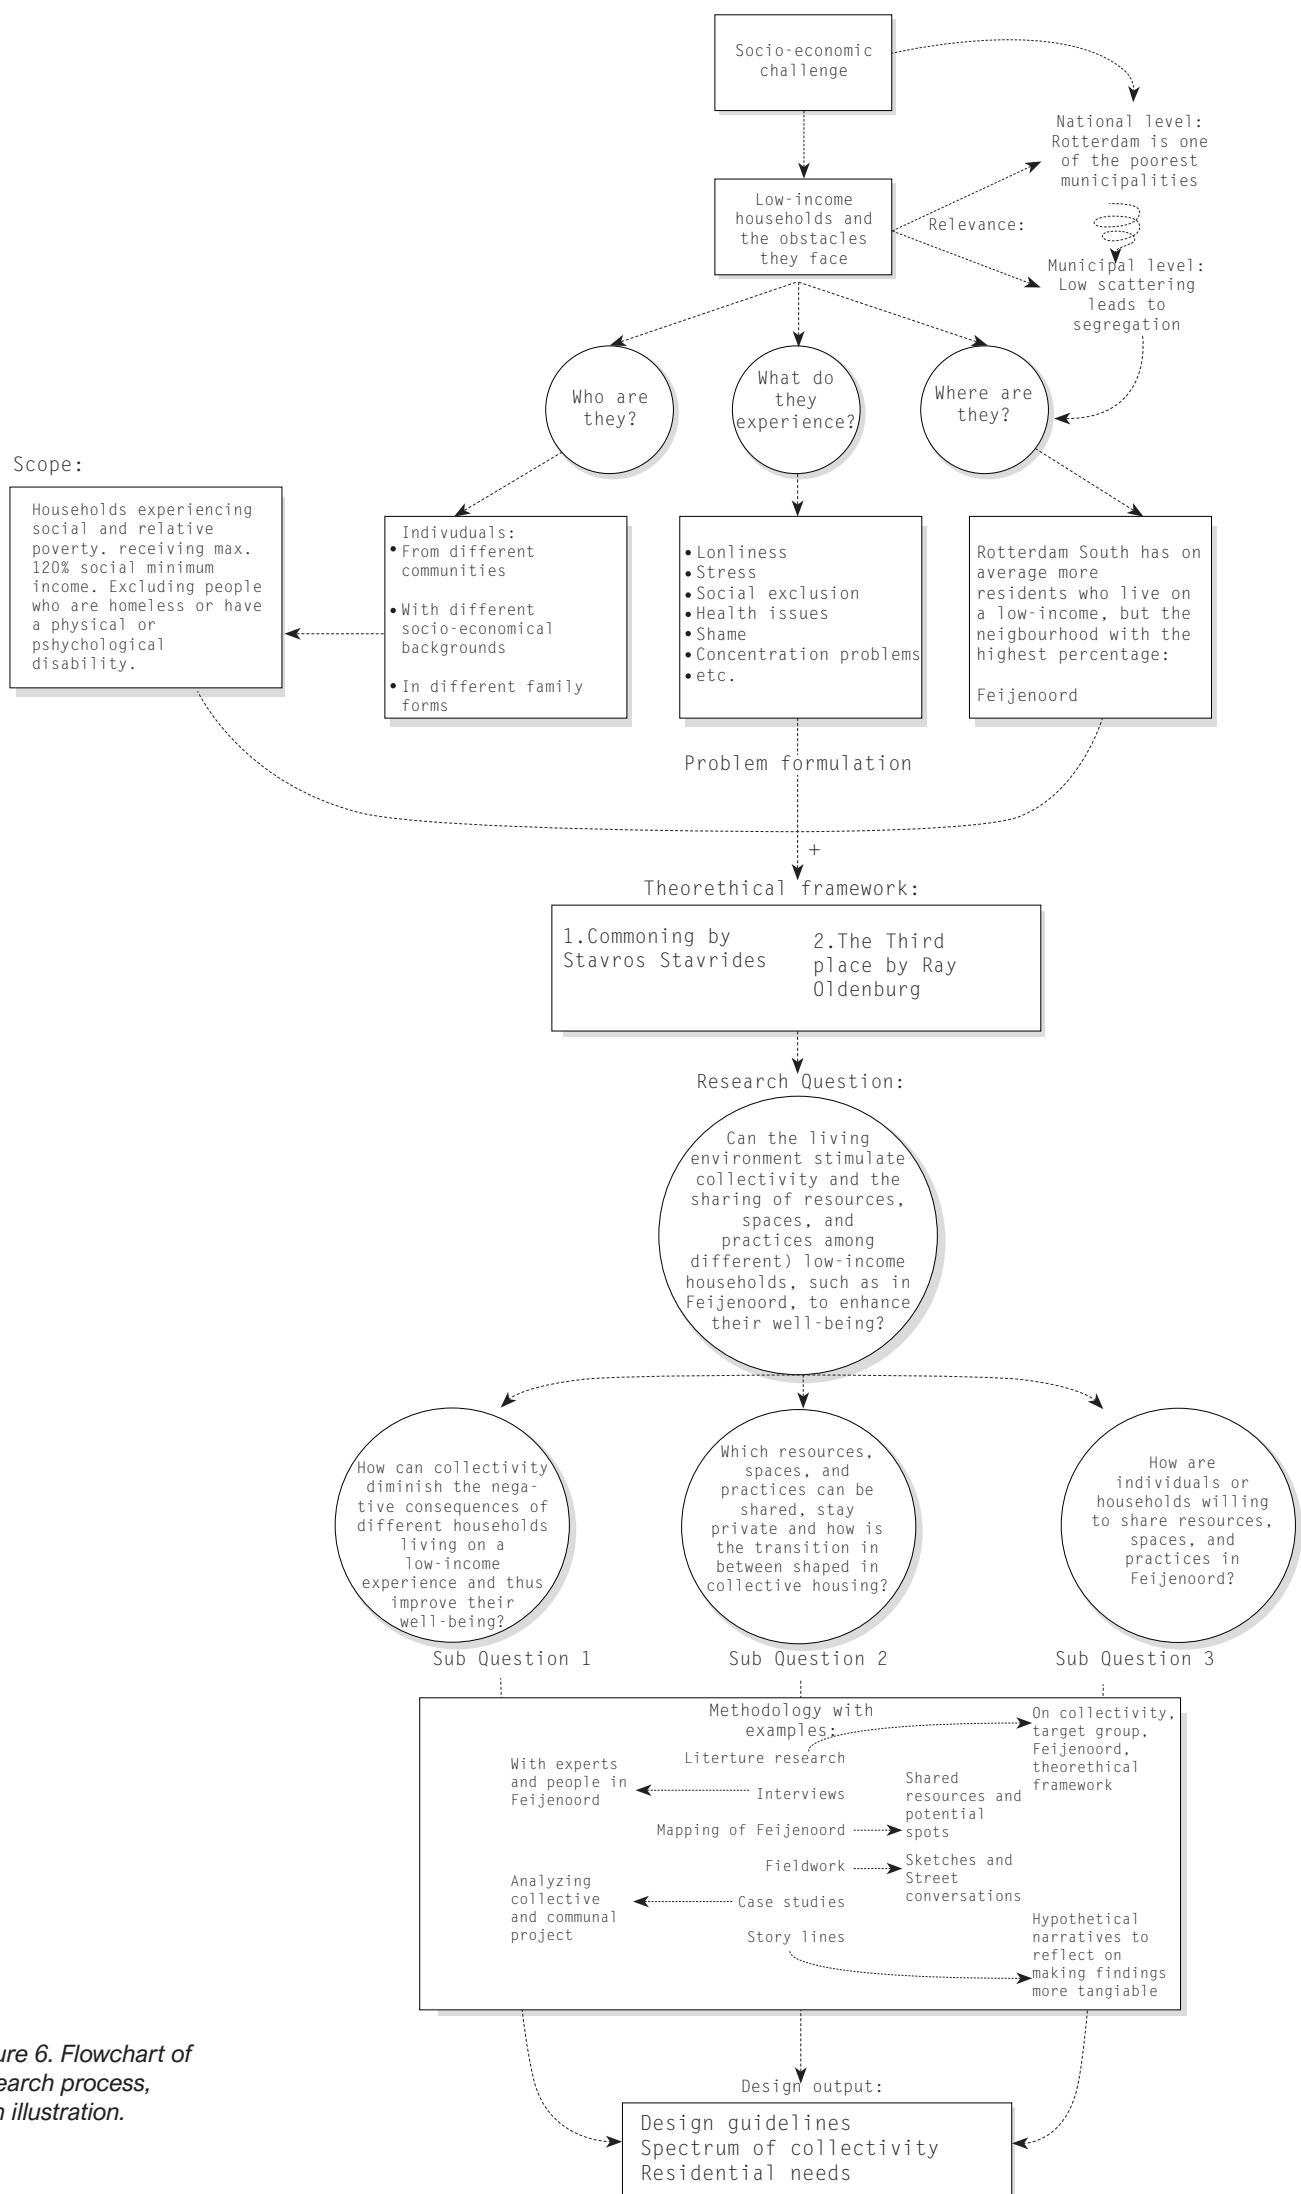 Socio-economic
challenge
National level:
Rotterdam is one
of the poorest
municipalities
Low-income
households and
the obstacles
they face
Relevance:
Municipal level:
Low scattering
leads to
segregation
Who are
they?
What do
they
experience?
Where are
they?
Scope:
Households experiencing
social and relative
poverty. receiving max.
120% social minimum
income. Excluding people
who are homeless or have
a physical or
pshychological
disability.
Indivuduals:
• From different
communities
• With different
socio-economical
backgrounds
• In different family
forms
• Lonliness
• Stress
• Social exclusion
• Health issues
• Shame
• Concentration problems
• etc.
Rotterdam South has on
average more
residents who live on
a low-income, but the
neigbourhood with the
highest percentage:
Feijenoord
Problem formulation
+
Theorethical framework:
1.Commoning by
Stavros Stavrides
2.The Third
place by Ray
Oldenburg
Research Question:
Can the living
environment stimulate
collectivity and the
sharing of resources,
spaces, and
practices among
different) low-income
households, such as in
Feijenoord, to enhance
their well-being?
How can collectivity
diminish the nega-
tive consequences of
different households
living on a
low-income
experience and thus
improve their
well-being?
Which resources,
spaces, and
practices can be
shared, stay
private and how is
the transition in
between shaped in
collective housing?
How are
individuals or
households willing
to share resources,
spaces, and
practices in
Feijenoord?
Sub Question 1
Sub Question 2
Sub Question 3
Methodology with
examples:
Literture research
On collectivity,
target group,
Feijenoord,
theorethical
framework
With experts
and people in
Feijenoord
Interviews
Mapping of Feijenoord
Shared
resources and
potential
spots
Fieldwork
Sketches and
Street
conversations
Analyzing
collective
and communal
project
Case studies
Story lines
Hypothetical
narratives to
reflect on
making findings
more tangiable
ure 6. Flowchart of
earch process,
n illustration.
Design output:
Design guidelines
Spectrum of collectivity
Residential needs